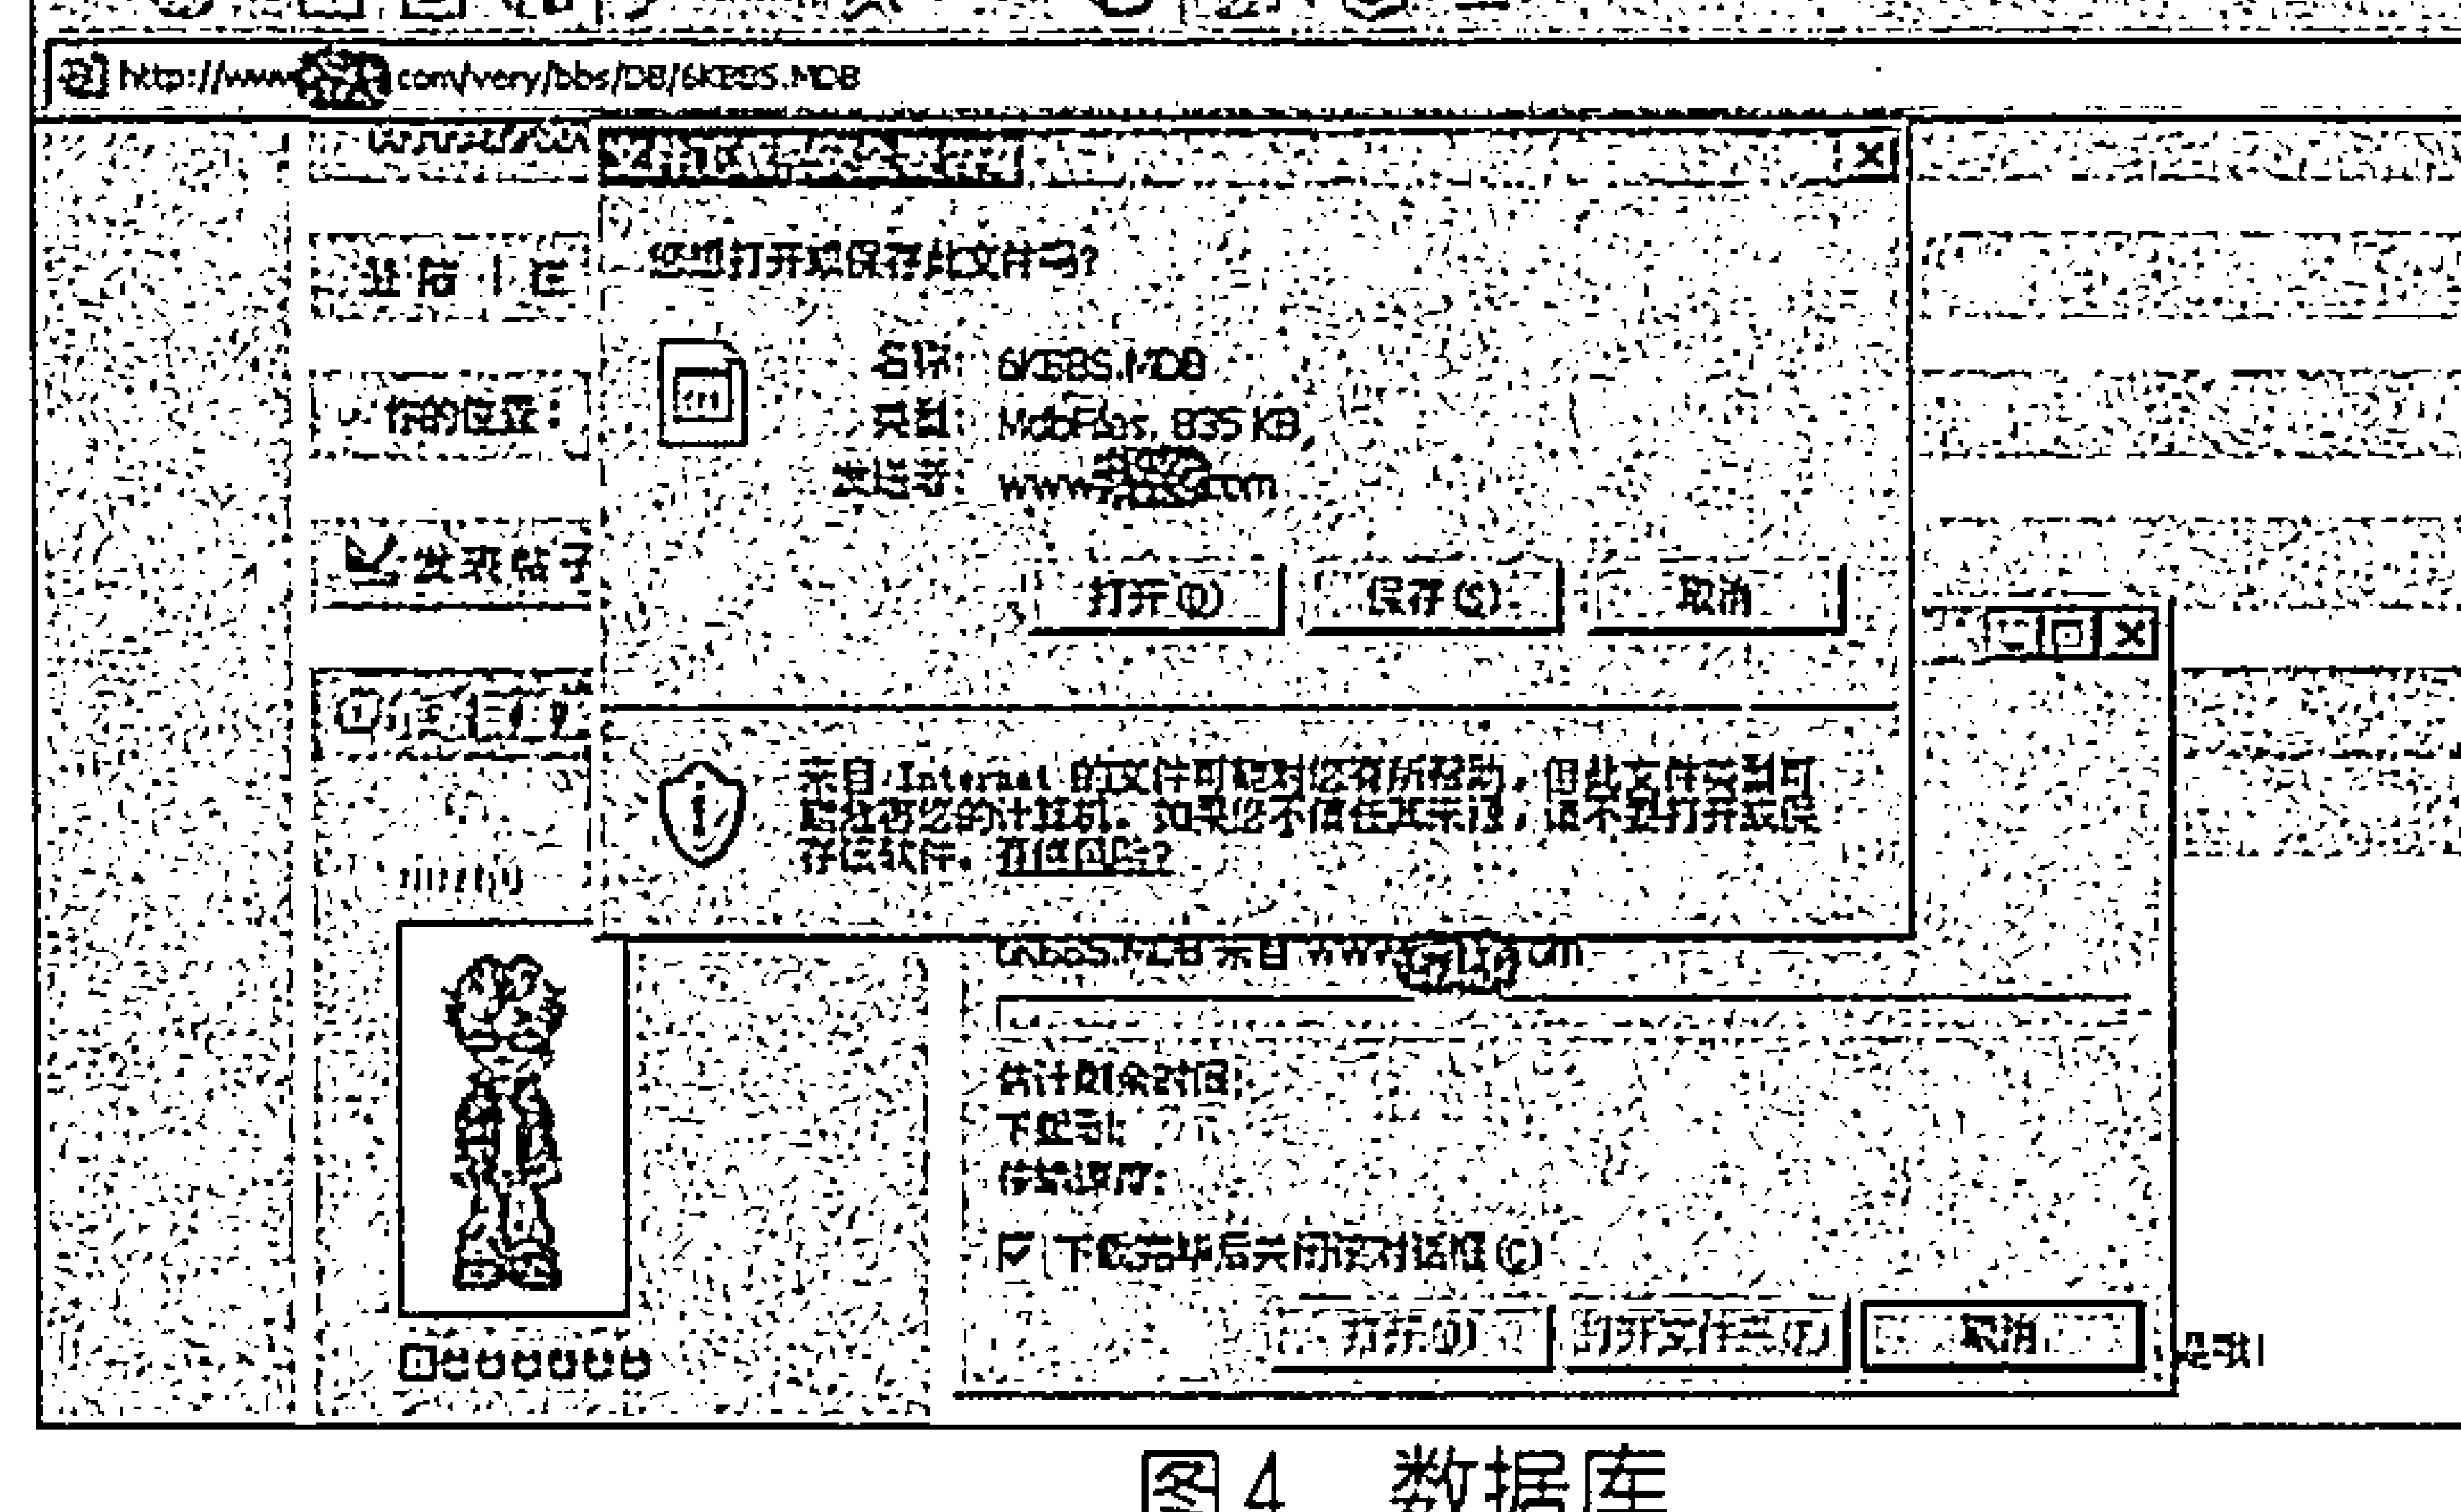 http://www com/very/bbs/DB/6KBBS.MDB
您想打开或保存此文件吗?
名称: 6KBBS.MDB
类型: MdbFiles, 835 KB
发送者: www. .com
打开(O) 保存(S) 取消
发表帖子
来自 Internet 的文件可能对您有所帮助，但此文件类型可
能危害您的计算机。如果您不信任其来源，请不要打开或保
存该软件。有何风险?
6KBBS.MDB 来自 www. om
估计剩余时间:
下载到:
传输速度:
下载完毕后关闭该对话框(C)
打开(O) 打开文件夹(F) 取消
图4 数据库